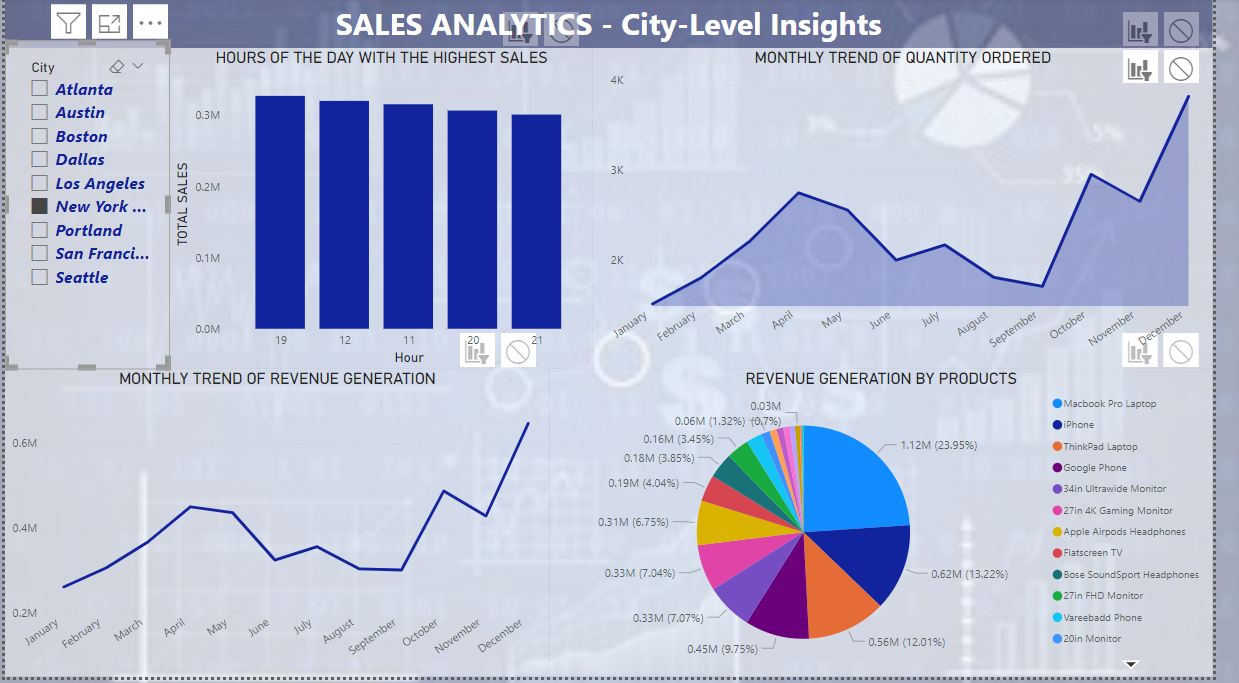 SALES ANALYTICS - City-Level Insights
City
Atlanta
Austin
Boston
Dallas
Los Angeles
New York ...
Portland
San Franci...
Seattle
HOURS OF THE DAY WITH THE HIGHEST SALES
TOTAL SALES
0.3M
0.2M
0.1M
0.0M
19 12 11 20 21
Hour
MONTHLY TREND OF QUANTITY ORDERED
4K
3K
2K
January February March April May June July August September October November December
MONTHLY TREND OF REVENUE GENERATION
0.6M
0.4M
0.2M
January February March April May June July August September October November December
REVENUE GENERATION BY PRODUCTS
0.03M
(0.7%)
0.06M (1.32%)
0.16M (3.45%)
0.18M (3.85%)
0.19M (4.04%)
0.31M (6.75%)
0.33M (7.04%)
0.33M (7.07%)
0.45M (9.75%)
0.56M (12.01%)
0.62M (13.22%)
1.12M (23.95%)
Macbook Pro Laptop
iPhone
ThinkPad Laptop
Google Phone
34in Ultrawide Monitor
27in 4K Gaming Monitor
Apple Airpods Headphones
Flatscreen TV
Bose SoundSport Headphones
27in FHD Monitor
Vareebadd Phone
20in Monitor